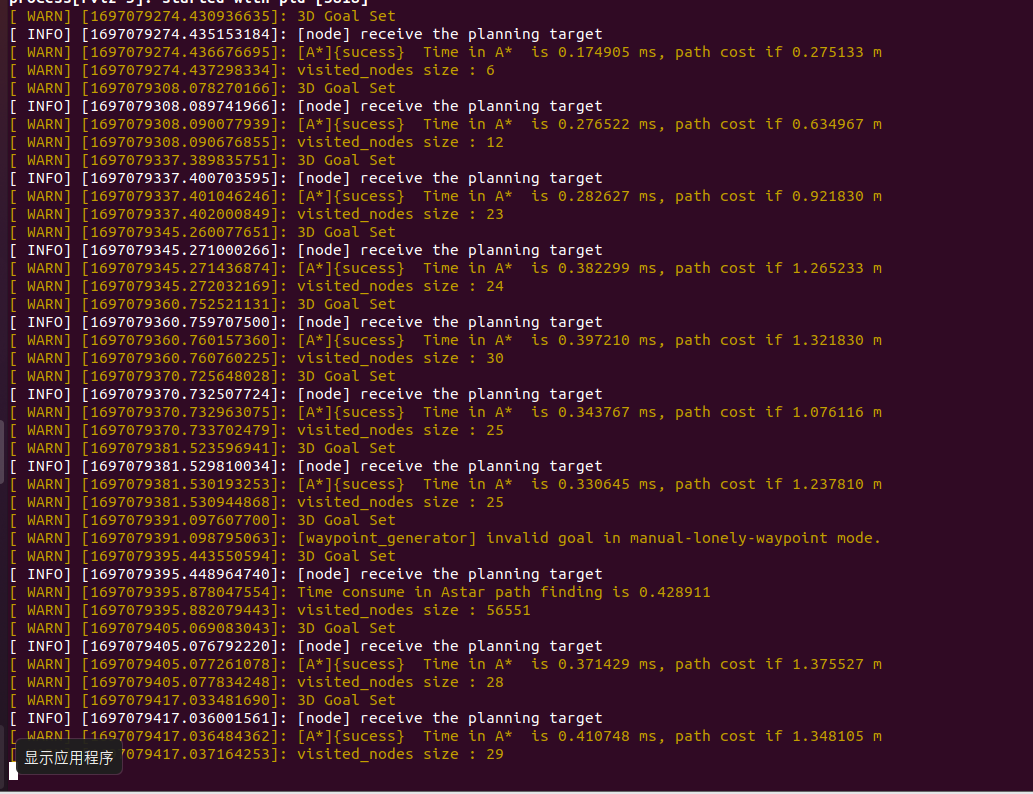 process[rviz-5]: started with pid [5818]
[ WARN] [1697079274.430936635]: 3D Goal Set
[ INFO] [1697079274.435153184]: [node] receive the planning target
[ WARN] [1697079274.436676695]: [A*]{sucess}  Time in A*  is 0.174905 ms, path cost if 0.275133 m
[ WARN] [1697079274.437298334]: visited_nodes size : 6
[ WARN] [1697079308.078270166]: 3D Goal Set
[ INFO] [1697079308.089741966]: [node] receive the planning target
[ WARN] [1697079308.090077939]: [A*]{sucess}  Time in A*  is 0.276522 ms, path cost if 0.634967 m
[ WARN] [1697079308.090676855]: visited_nodes size : 12
[ WARN] [1697079337.389835751]: 3D Goal Set
[ INFO] [1697079337.400703595]: [node] receive the planning target
[ WARN] [1697079337.401046246]: [A*]{sucess}  Time in A*  is 0.282627 ms, path cost if 0.921830 m
[ WARN] [1697079337.402000849]: visited_nodes size : 23
[ WARN] [1697079345.260077651]: 3D Goal Set
[ INFO] [1697079345.271000266]: [node] receive the planning target
[ WARN] [1697079345.271436874]: [A*]{sucess}  Time in A*  is 0.382299 ms, path cost if 1.265233 m
[ WARN] [1697079345.272032169]: visited_nodes size : 24
[ WARN] [1697079360.752521131]: 3D Goal Set
[ INFO] [1697079360.759707500]: [node] receive the planning target
[ WARN] [1697079360.760157360]: [A*]{sucess}  Time in A*  is 0.397210 ms, path cost if 1.321830 m
[ WARN] [1697079360.760760225]: visited_nodes size : 30
[ WARN] [1697079370.725648028]: 3D Goal Set
[ INFO] [1697079370.732507724]: [node] receive the planning target
[ WARN] [1697079370.732963075]: [A*]{sucess}  Time in A*  is 0.343767 ms, path cost if 1.076116 m
[ WARN] [1697079370.733702479]: visited_nodes size : 25
[ WARN] [1697079381.523596941]: 3D Goal Set
[ INFO] [1697079381.529810034]: [node] receive the planning target
[ WARN] [1697079381.530193253]: [A*]{sucess}  Time in A*  is 0.330645 ms, path cost if 1.237810 m
[ WARN] [1697079381.530944868]: visited_nodes size : 25
[ WARN] [1697079391.097607700]: 3D Goal Set
[ WARN] [1697079391.098795063]: [waypoint_generator] invalid goal in manual-lonely-waypoint mode.
[ WARN] [1697079395.443550594]: 3D Goal Set
[ INFO] [1697079395.448964740]: [node] receive the planning target
[ WARN] [1697079395.878047554]: Time consume in Astar path finding is 0.428911
[ WARN] [1697079395.882079443]: visited_nodes size : 56551
[ WARN] [1697079405.069083043]: 3D Goal Set
[ INFO] [1697079405.076792220]: [node] receive the planning target
[ WARN] [1697079405.077261078]: [A*]{sucess}  Time in A*  is 0.371429 ms, path cost if 1.375527 m
[ WARN] [1697079405.077834248]: visited_nodes size : 28
[ WARN] [1697079417.033481690]: 3D Goal Set
[ INFO] [1697079417.036001561]: [node] receive the planning target
[ WARN] [1697079417.036484362]: [A*]{sucess}  Time in A*  is 0.410748 ms, path cost if 1.348105 m
显示应用程序
[ 7079417.037164253]: visited_nodes size : 29